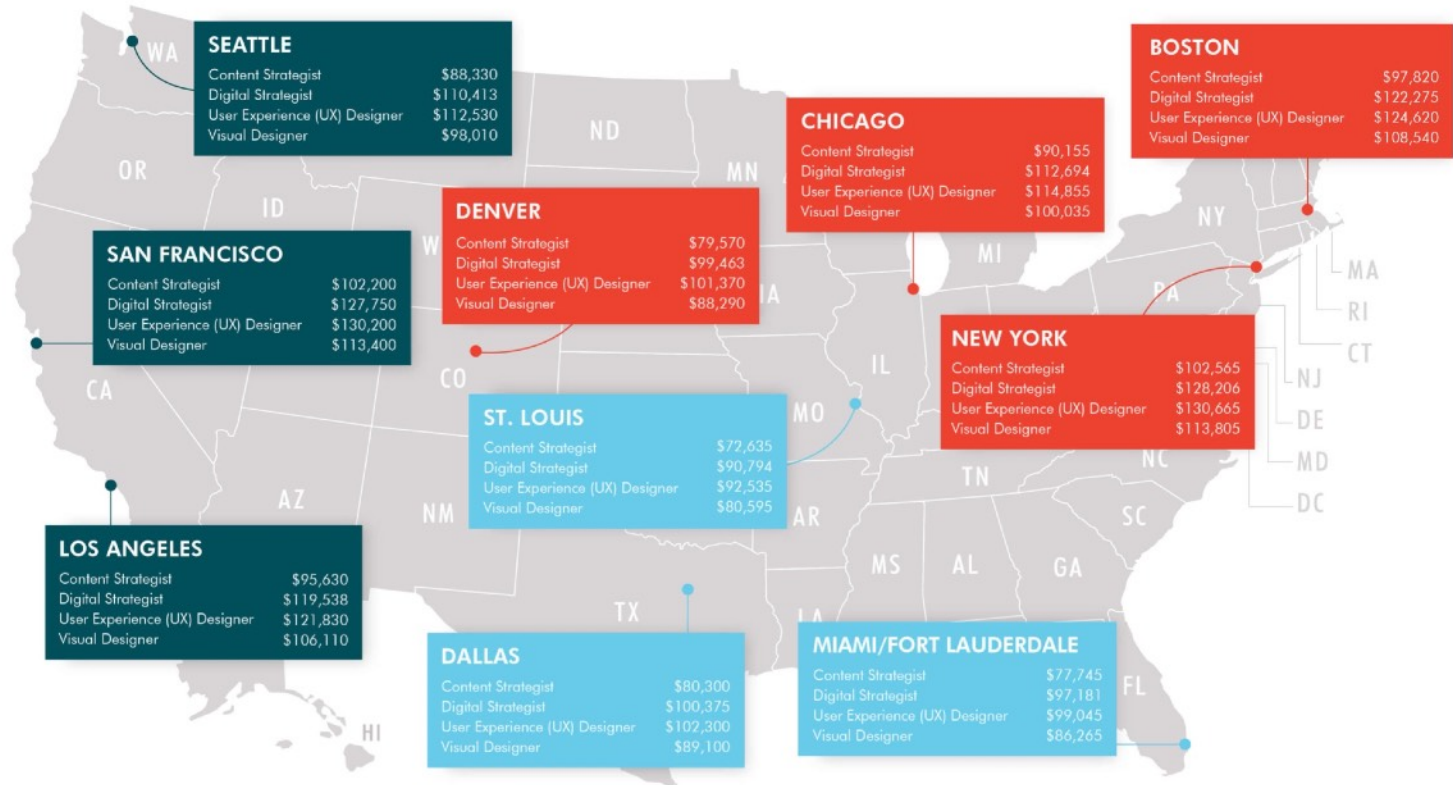 SEATTLE
Content Strategist $88,330
Digital Strategist $110,413
User Experience (UX) Designer $112,530
Visual Designer $98,010
BOSTON
Content Strategist $97,820
Digital Strategist $122,275
User Experience (UX) Designer $124,620
Visual Designer $108,540
CHICAGO
Content Strategist $90,155
Digital Strategist $112,694
User Experience (UX) Designer $114,855
Visual Designer $100,035
DENVER
Content Strategist $79,570
Digital Strategist $99,463
User Experience (UX) Designer $101,370
Visual Designer $88,290
SAN FRANCISCO
Content Strategist $102,200
Digital Strategist $127,750
User Experience (UX) Designer $130,200
Visual Designer $113,400
NEW YORK
Content Strategist $102,565
Digital Strategist $128,206
User Experience (UX) Designer $130,665
Visual Designer $113,805
ST. LOUIS
Content Strategist $72,635
Digital Strategist $90,794
User Experience (UX) Designer $92,535
Visual Designer $80,595
LOS ANGELES
Content Strategist $95,630
Digital Strategist $119,538
User Experience (UX) Designer $121,830
Visual Designer $106,110
DALLAS
Content Strategist $80,300
Digital Strategist $100,375
User Experience (UX) Designer $102,300
Visual Designer $89,100
MIAMI/FORT LAUDERDALE
Content Strategist $77,745
Digital Strategist $97,181
User Experience (UX) Designer $99,045
Visual Designer $86,265
WA
OR
ID
ND
MN
MI
NY
PA
MA
RI
CT
NJ
DE
MD
DC
IA
IL
MO
CO
CA
AZ
NM
TX
AR
LA
TN
NC
SC
MS
AL
GA
FL
HI